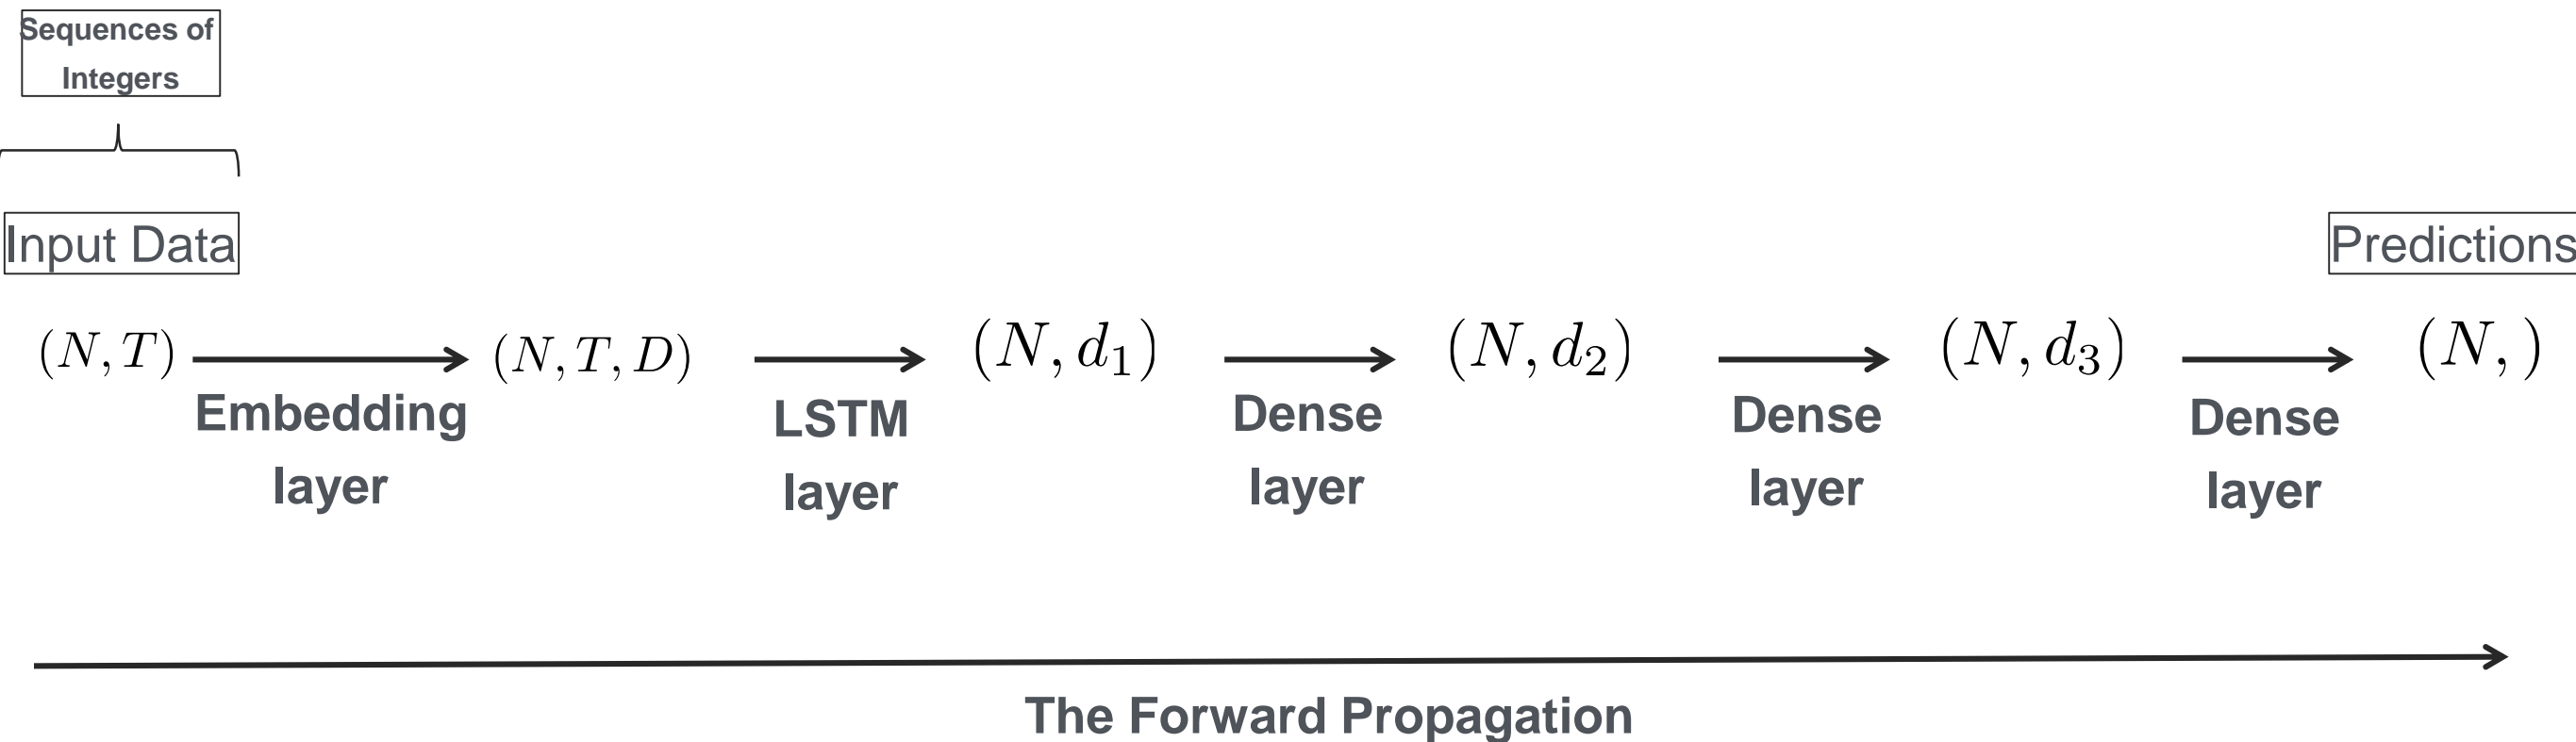 Sequences of
Integers
Input Data
Predictions
(N, T)
(N, T, D)
(N, d₁)
(N, d₂)
(N, d₃)
(N, )
Embedding
layer
LSTM
layer
Dense
layer
Dense
layer
Dense
layer
The Forward Propagation